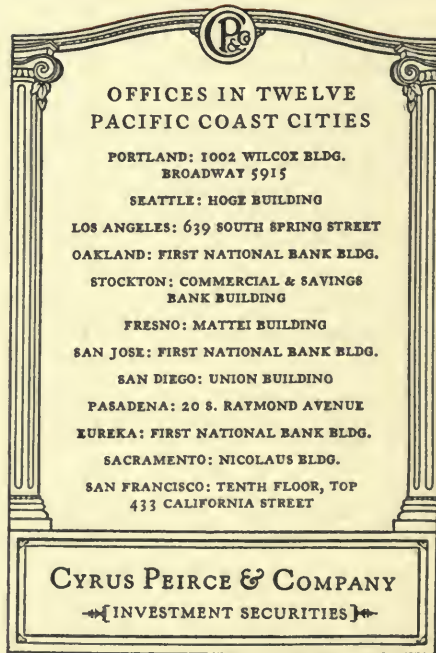 CP&Co
OFFICES IN TWELVE
PACIFIC COAST CITIES
PORTLAND: 1002 WILCOX BLDG.
BROADWAY 5915
SEATTLE: HOGE BUILDING
LOS ANGELES: 639 SOUTH SPRING STREET
OAKLAND: FIRST NATIONAL BANK BLDG.
STOCKTON: COMMERCIAL & SAVINGS
BANK BUILDING
FRESNO: MATTEI BUILDING
SAN JOSE: FIRST NATIONAL BANK BLDG.
SAN DIEGO: UNION BUILDING
PASADENA: 20 S. RAYMOND AVENUE
EUREKA: FIRST NATIONAL BANK BLDG.
SACRAMENTO: NICOLAUS BLDG.
SAN FRANCISCO: TENTH FLOOR, TOP
433 CALIFORNIA STREET
CYRUS PEIRCE & COMPANY
[INVESTMENT SECURITIES]